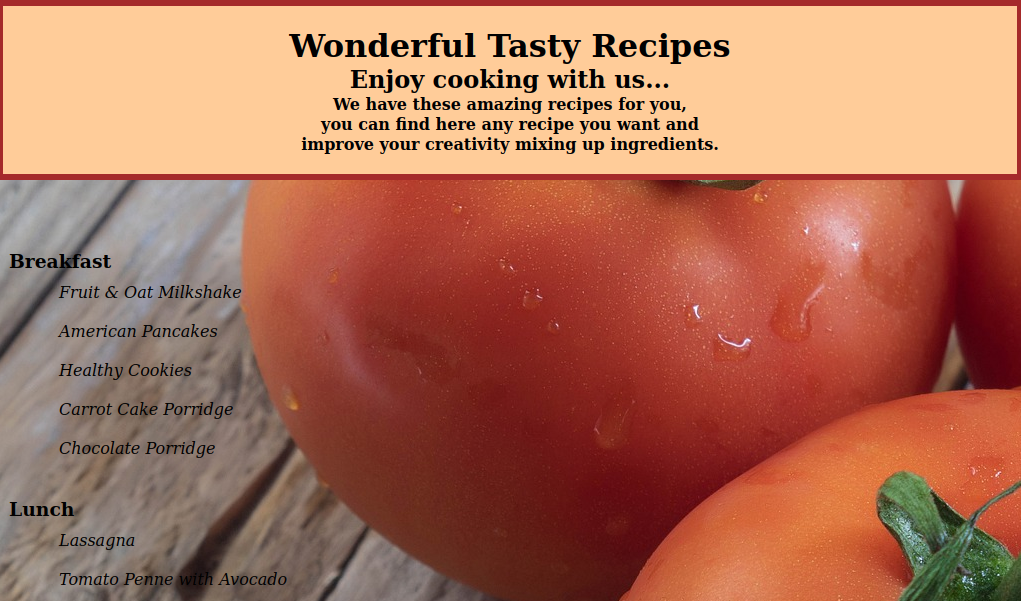 Wonderful Tasty Recipes
Enjoy cooking with us...
We have these amazing recipes for you,
you can find here any recipe you want and
improve your creativity mixing up ingredients.
Breakfast
Fruit & Oat Milkshake
American Pancakes
Healthy Cookies
Carrot Cake Porridge
Chocolate Porridge
Lunch
Lassagna
Tomato Penne with Avocado